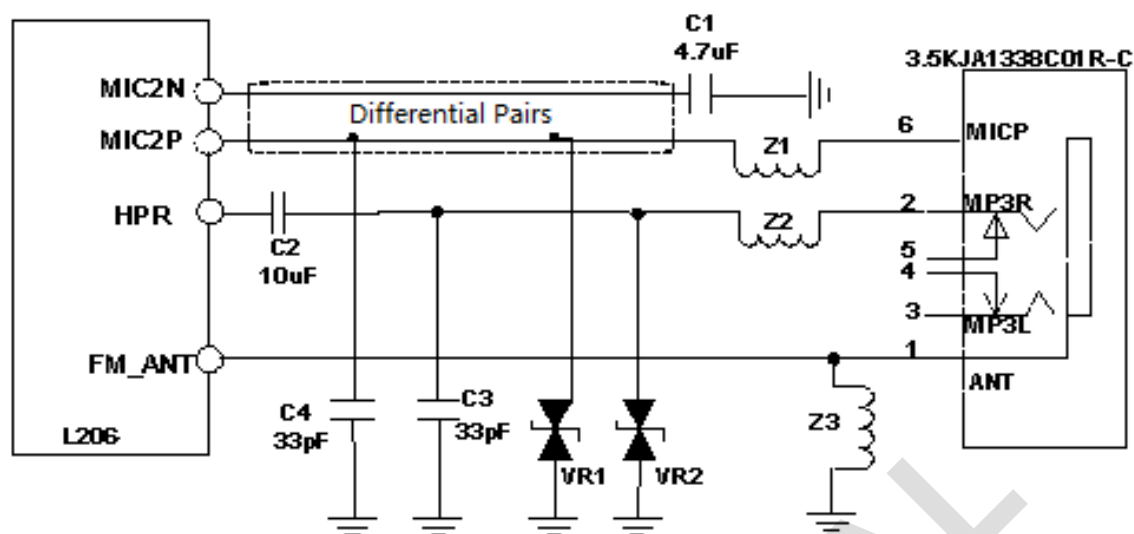 C1
4.7uF
3.5KJA1338C01R-C
MIC2N
Differential Pairs
MIC2P
Z1
6
MICP
HPR
C2
10uF
Z2
2
MP3R
5
4
3
MP3L
FM_ANT
1
ANT
C4
33pF
C3
33pF
VR1
VR2
Z3
L206